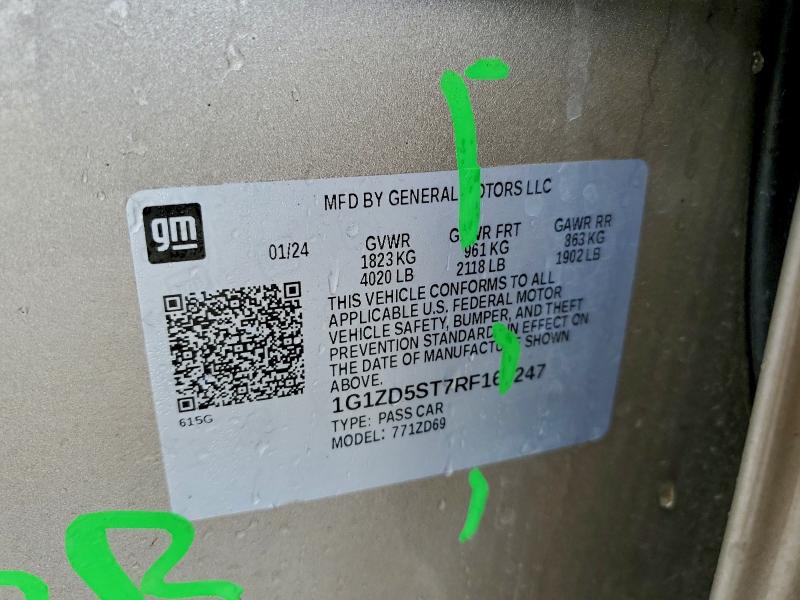 MFD BY GENERAL MOTORS LLC
gm
01/24
GVWR
1823 KG
4020 LB
GAWR FRT
961 KG
2118 LB
GAWR RR
863 KG
1902 LB
THIS VEHICLE CONFORMS TO ALL
APPLICABLE U.S. FEDERAL MOTOR
VEHICLE SAFETY, BUMPER, AND THEFT
PREVENTION STANDARDS IN EFFECT ON
THE DATE OF MANUFACTURE SHOWN
ABOVE.
615G
TYPE: PASS CAR
MODEL: 771ZD69